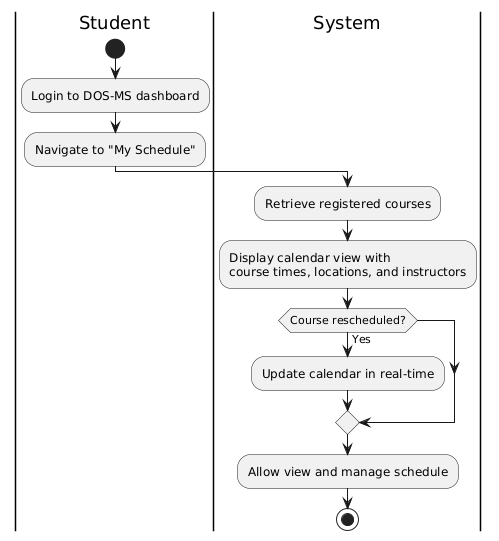 Student
System
Login to DOS-MS dashboard
Navigate to "My Schedule"
Retrieve registered courses
Display calendar view with
course times, locations, and instructors
Course rescheduled?
Yes
Update calendar in real-time
Allow view and manage schedule